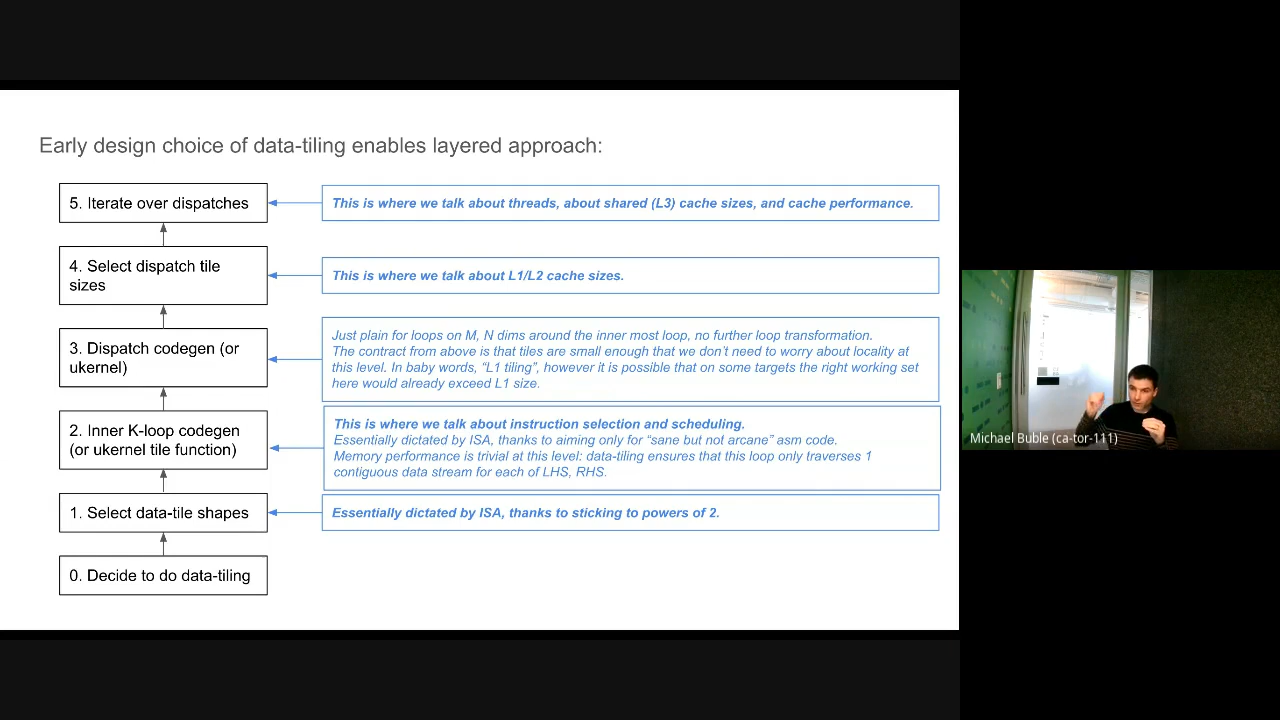 Early design choice of data-tiling enables layered approach:
5. Iterate over dispatches
This is where we talk about threads, about shared (L3) cache sizes, and cache performance.
4. Select dispatch tile
sizes
This is where we talk about L1/L2 cache sizes.
3. Dispatch codegen (or
ukernel)
Just plain for loops on M, N dims around the inner most loop, no further loop transformation.
The contract from above is that tiles are small enough that we don't need to worry about locality at
this level. In baby words, “L1 tiling”, however it is possible that on some targets the right working set
here would already exceed L1 size.
2. Inner K-loop codegen
(or ukernel tile function)
This is where we talk about instruction selection and scheduling.
Essentially dictated by ISA, thanks to aiming only for “sane but not arcane” asm code.
Memory performance is trivial at this level: data-tiling ensures that this loop only traverses 1
contiguous data stream for each of LHS, RHS.
1. Select data-tile shapes
Essentially dictated by ISA, thanks to sticking to powers of 2.
0. Decide to do data-tiling
Michael Buble (ca-tor-111)